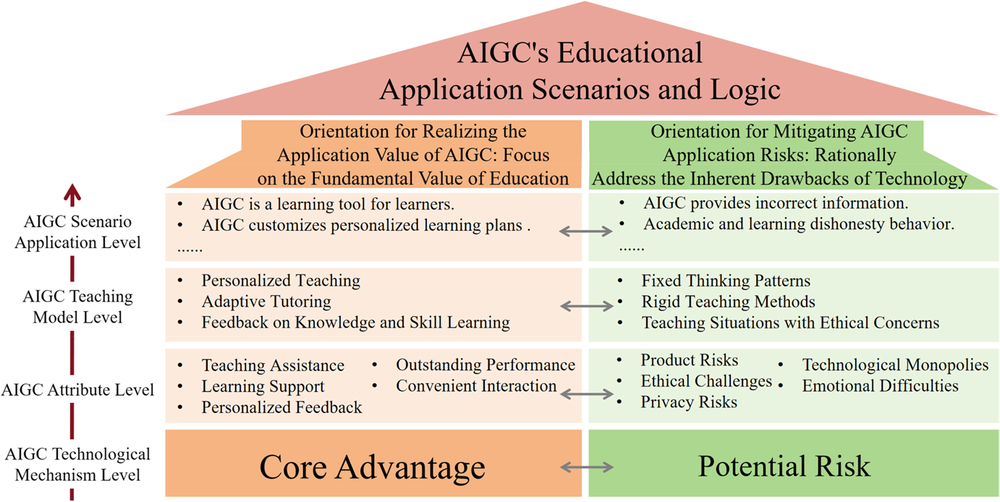 AIGC's Educational
Application Scenarios and Logic
Orientation for Realizing the
Application Value of AIGC: Focus
on the Fundamental Value of Education
Orientation for Mitigating AIGC
Application Risks: Rationally
Address the Inherent Drawbacks of Technology
AIGC Scenario
Application Level
• AIGC is a learning tool for learners.
• AIGC customizes personalized learning plans .
......
• AIGC provides incorrect information.
• Academic and learning dishonesty behavior.
......
AIGC Teaching
Model Level
• Personalized Teaching
• Adaptive Tutoring
• Feedback on Knowledge and Skill Learning
• Fixed Thinking Patterns
• Rigid Teaching Methods
• Teaching Situations with Ethical Concerns
AIGC Attribute Level
• Teaching Assistance
• Learning Support
• Personalized Feedback
• Outstanding Performance
• Convenient Interaction
• Product Risks
• Ethical Challenges
• Privacy Risks
• Technological Monopolies
• Emotional Difficulties
AIGC Technological
Mechanism Level
Core Advantage
Potential Risk